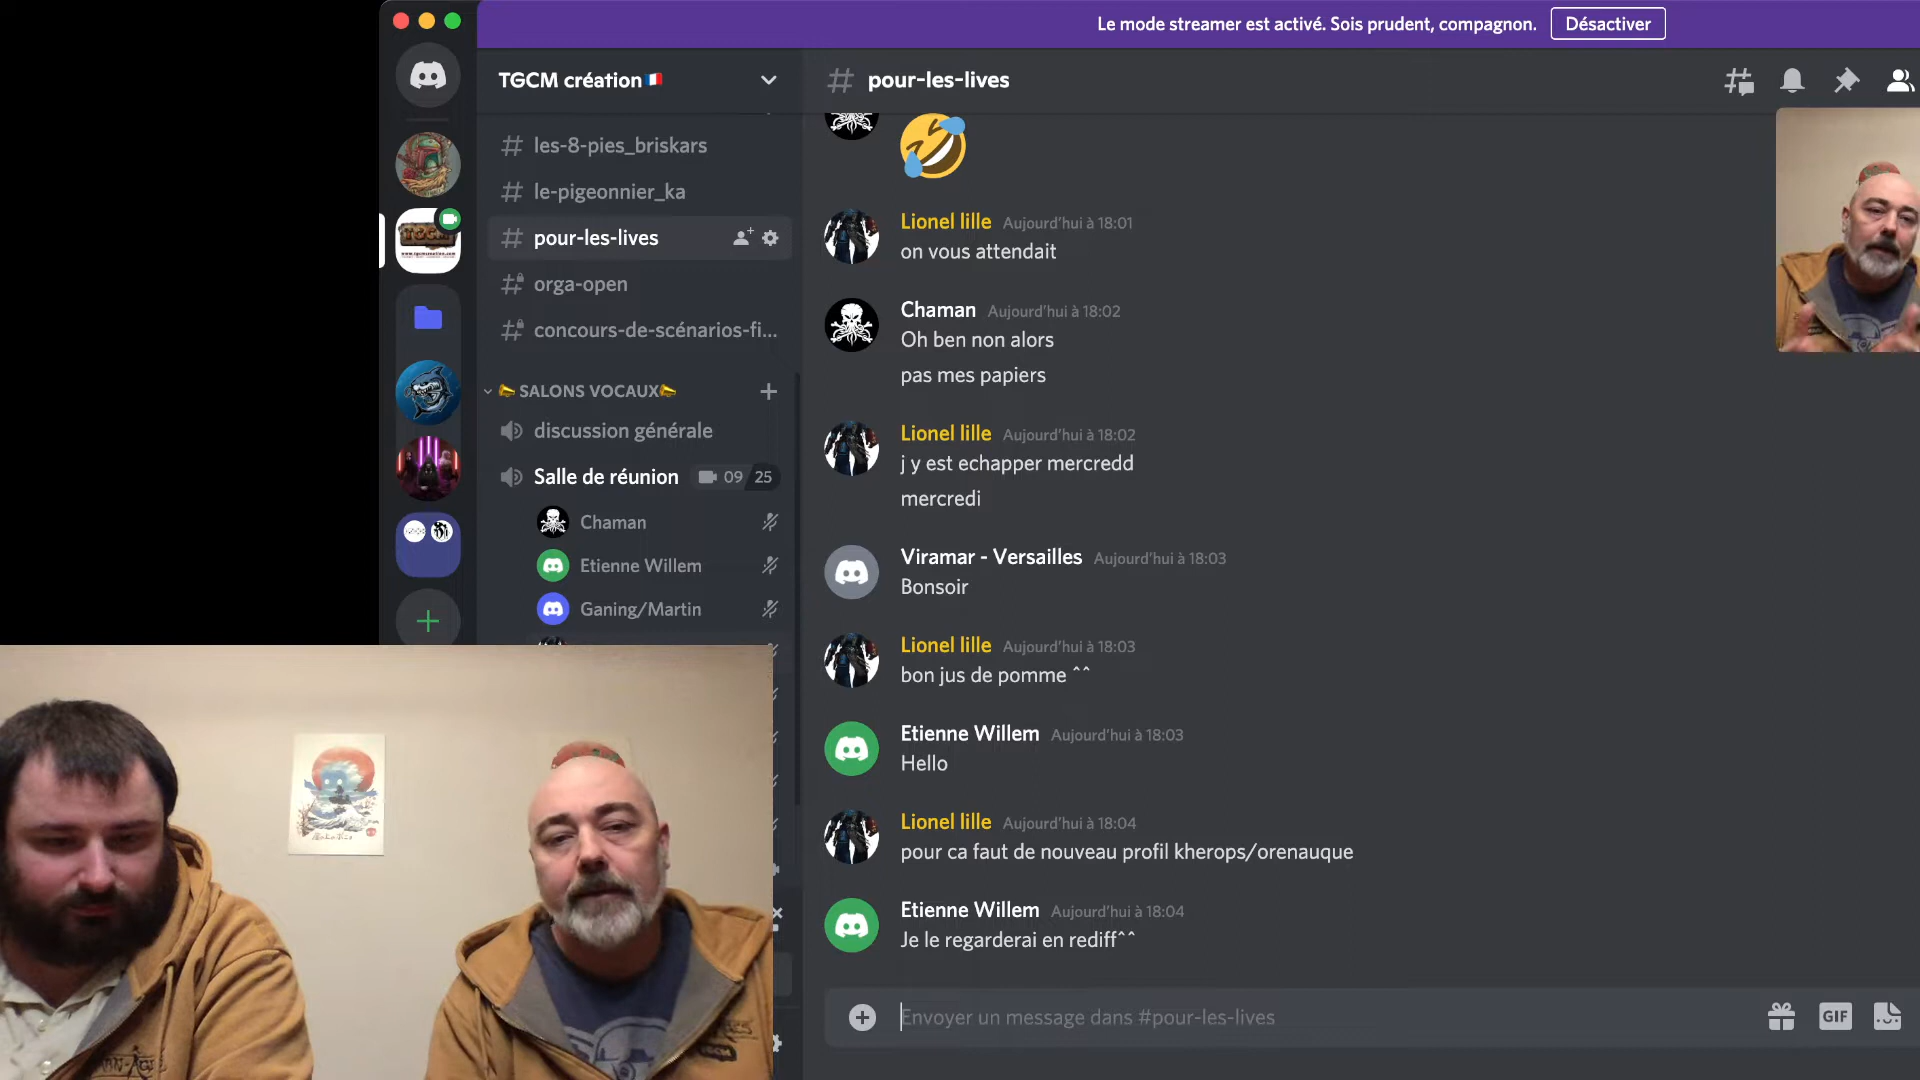 Le mode streamer est activé. Sois prudent, compagnon.
Désactiver
TGCM création
pour-les-lives
les-8-pies_briskars
le-pigeonnier_ka
pour-les-lives
orga-open
concours-de-scénarios-fi...
SALONS VOCAUX
discussion générale
Salle de réunion 09 25
Chaman
Etienne Willem
Ganing/Martin
Lionel lille Aujourd'hui à 18:01
on vous attendait
Chaman Aujourd'hui à 18:02
Oh ben non alors
pas mes papiers
Lionel lille Aujourd'hui à 18:02
j y est echapper mercredd
mercredi
Viramar - Versailles Aujourd'hui à 18:03
Bonsoir
Lionel lille Aujourd'hui à 18:03
bon jus de pomme ^^
Etienne Willem Aujourd'hui à 18:03
Hello
Lionel lille Aujourd'hui à 18:04
pour ca faut de nouveau profil kherops/orenauque
Etienne Willem Aujourd'hui à 18:04
Je le regarderai en rediff^^
Envoyer un message dans #pour-les-lives
GIF